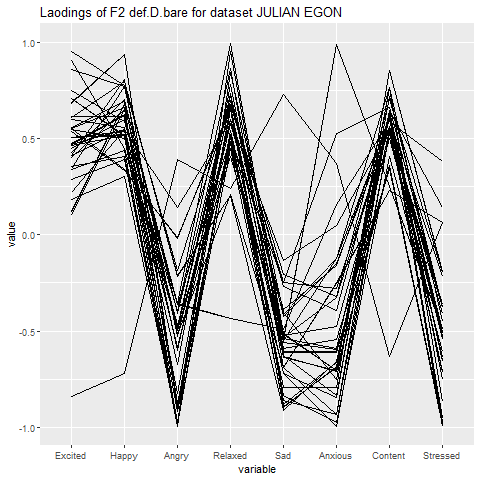 Laodings of F2 def.D.bare for dataset JULIAN EGON
1.0
0.5
0.0
-0.5
-1.0
value
Excited Happy Angry Relaxed Sad Anxious Content Stressed
variable